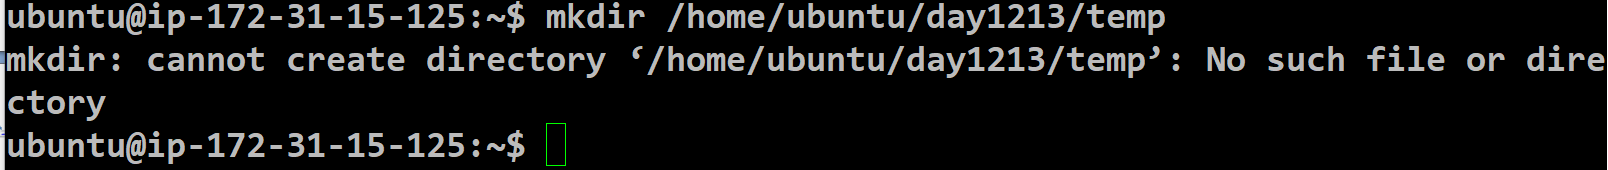 ubuntu@ip-172-31-15-125:~$ mkdir /home/ubuntu/day1213/temp
mkdir: cannot create directory ‘/home/ubuntu/day1213/temp’: No such file or dire
ctory
ubuntu@ip-172-31-15-125:~$